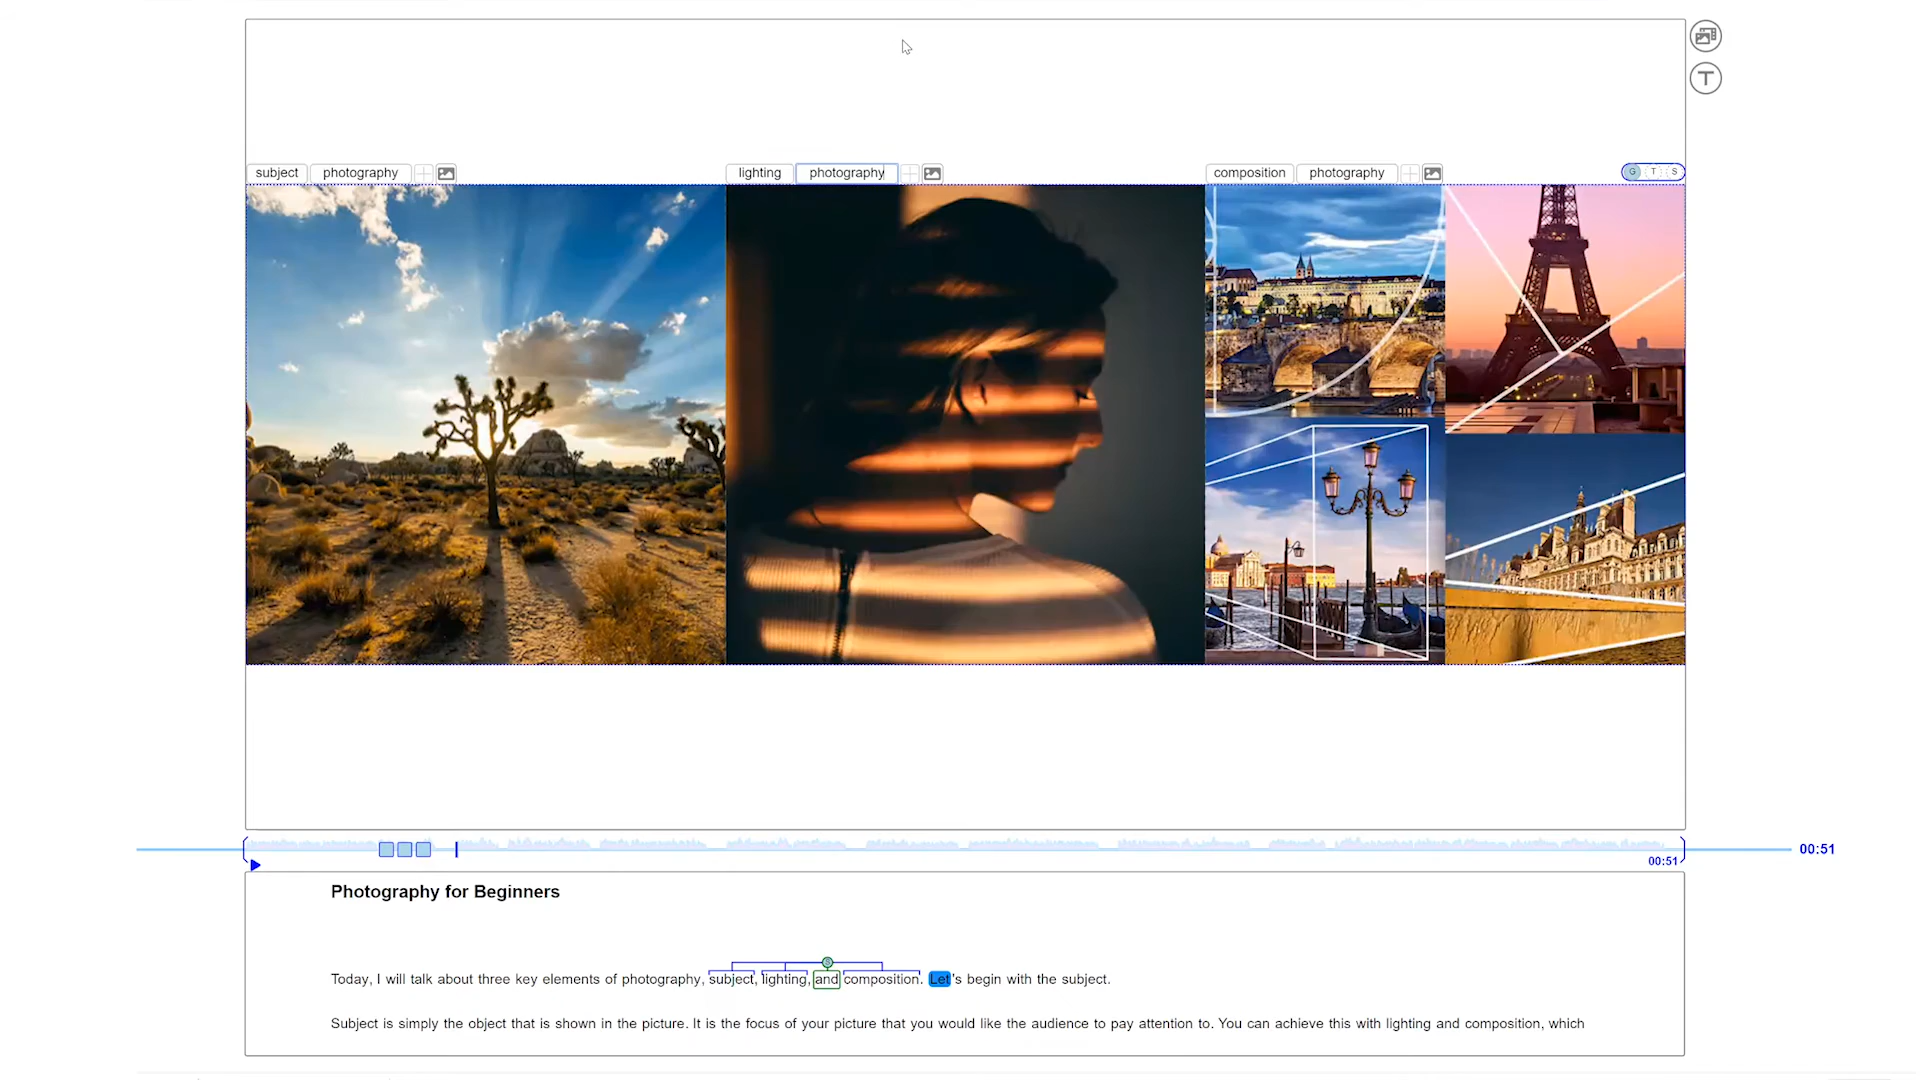 T
subject photography lighting photography composition photography G T S
00:51
00:51
Photography for Beginners
S
Today, I will talk about three key elements of photography, subject, lighting, and composition. Let's begin with the subject.
Subject is simply the object that is shown in the picture. It is the focus of your picture that you would like the audience to pay attention to. You can achieve this with lighting and composition, which